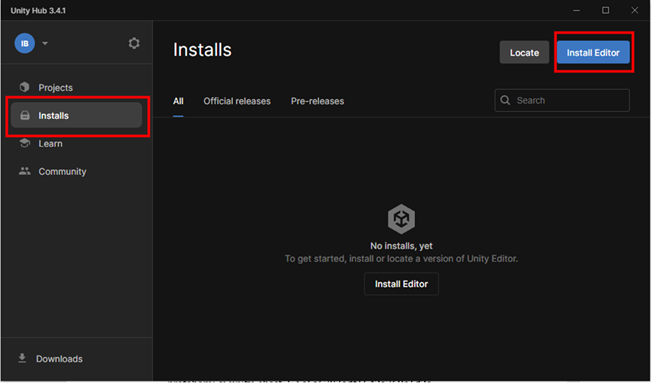 Unity Hub 3.4.1
IB
Projects
Installs
Learn
Community
Downloads
Installs
Locate
Install Editor
All
Official releases
Pre-releases
Search
No installs, yet
To get started, install or locate a version of Unity Editor.
Install Editor